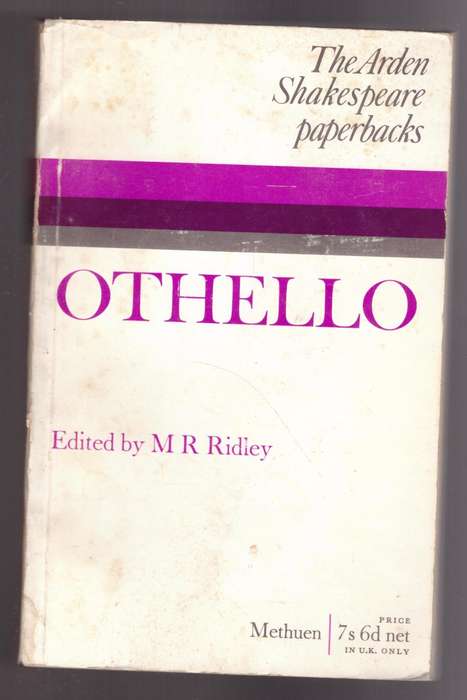 The Arden
Shakespeare
paperbacks
OTHELLO
Edited by M R Ridley
PRICE
Methuen 7s 6d net
IN U.K. ONLY